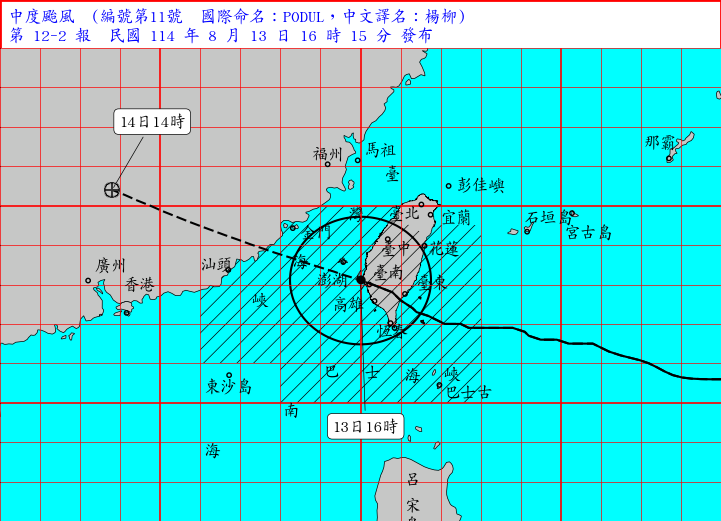 中度颱風 (編號第11號 國際命名：PODUL，中文譯名：楊柳)
第 12-2 報 民國 114 年 8 月 13 日 16 時 15 分 發布
14日14時
福州
馬祖
那霸
臺
彭佳嶼
灣
臺北
宜蘭
石垣島
宮古島
金門
臺中
花蓮
海
廣州
汕頭
澎湖
臺南
臺東
香港
峽
高雄
恆春
巴
士
海
峽
東沙島
巴士古
南
13日16時
海
呂
宋
島